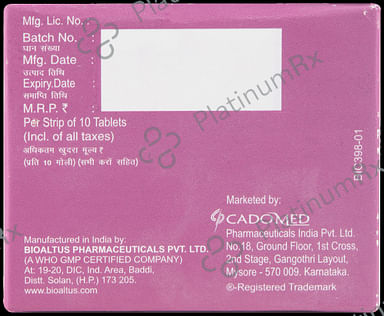 Mfg. Lic. No. :
Batch No. :
घान संख्या
Mfg. Date :
उत्पाद तिथि
Expiry.Date :
समाप्ति तिथि
M.R.P. ₹ :
Per Strip of 10 Tablets
(Incl. of all taxes)
अधिकतम खुदरा मूल्य ₹
(प्रति 10 गोली) (सभी करों सहित)
PlatinumRx
DIC398-01
Manufactured in India by:
BIOALTUS PHARMACEUTICALS PVT. LTD.
(A WHO GMP CERTIFIED COMPANY)
At: 19-20, DIC, Ind. Area, Baddi,
Distt. Solan, (H.P.) 173 205.
www.bioaltus.com
Marketed by:
CADOMED
Pharmaceuticals India Pvt. Ltd.
No.18, Ground Floor, 1st Cross,
2nd Stage, Gangothri Layout,
Mysore - 570 009. Karnataka.
®-Registered Trademark